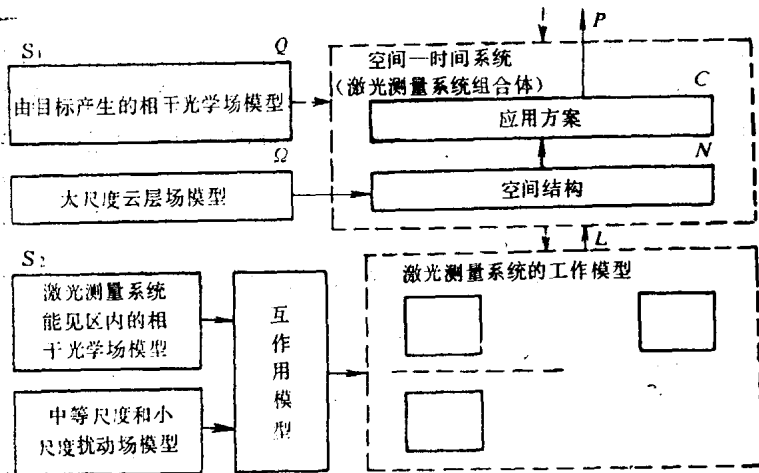 S₁
Q
由目标产生的相干光学场模型
Ω
大尺度云层场模型
P
空间—时间系统
(激光测量系统组合体)
C
应用方案
N
空间结构
S₂
激光测量系统
能见区内的相
干光学场模型
中等尺度和小
尺度扰动场模型
互作用模型
L
激光测量系统的工作模型